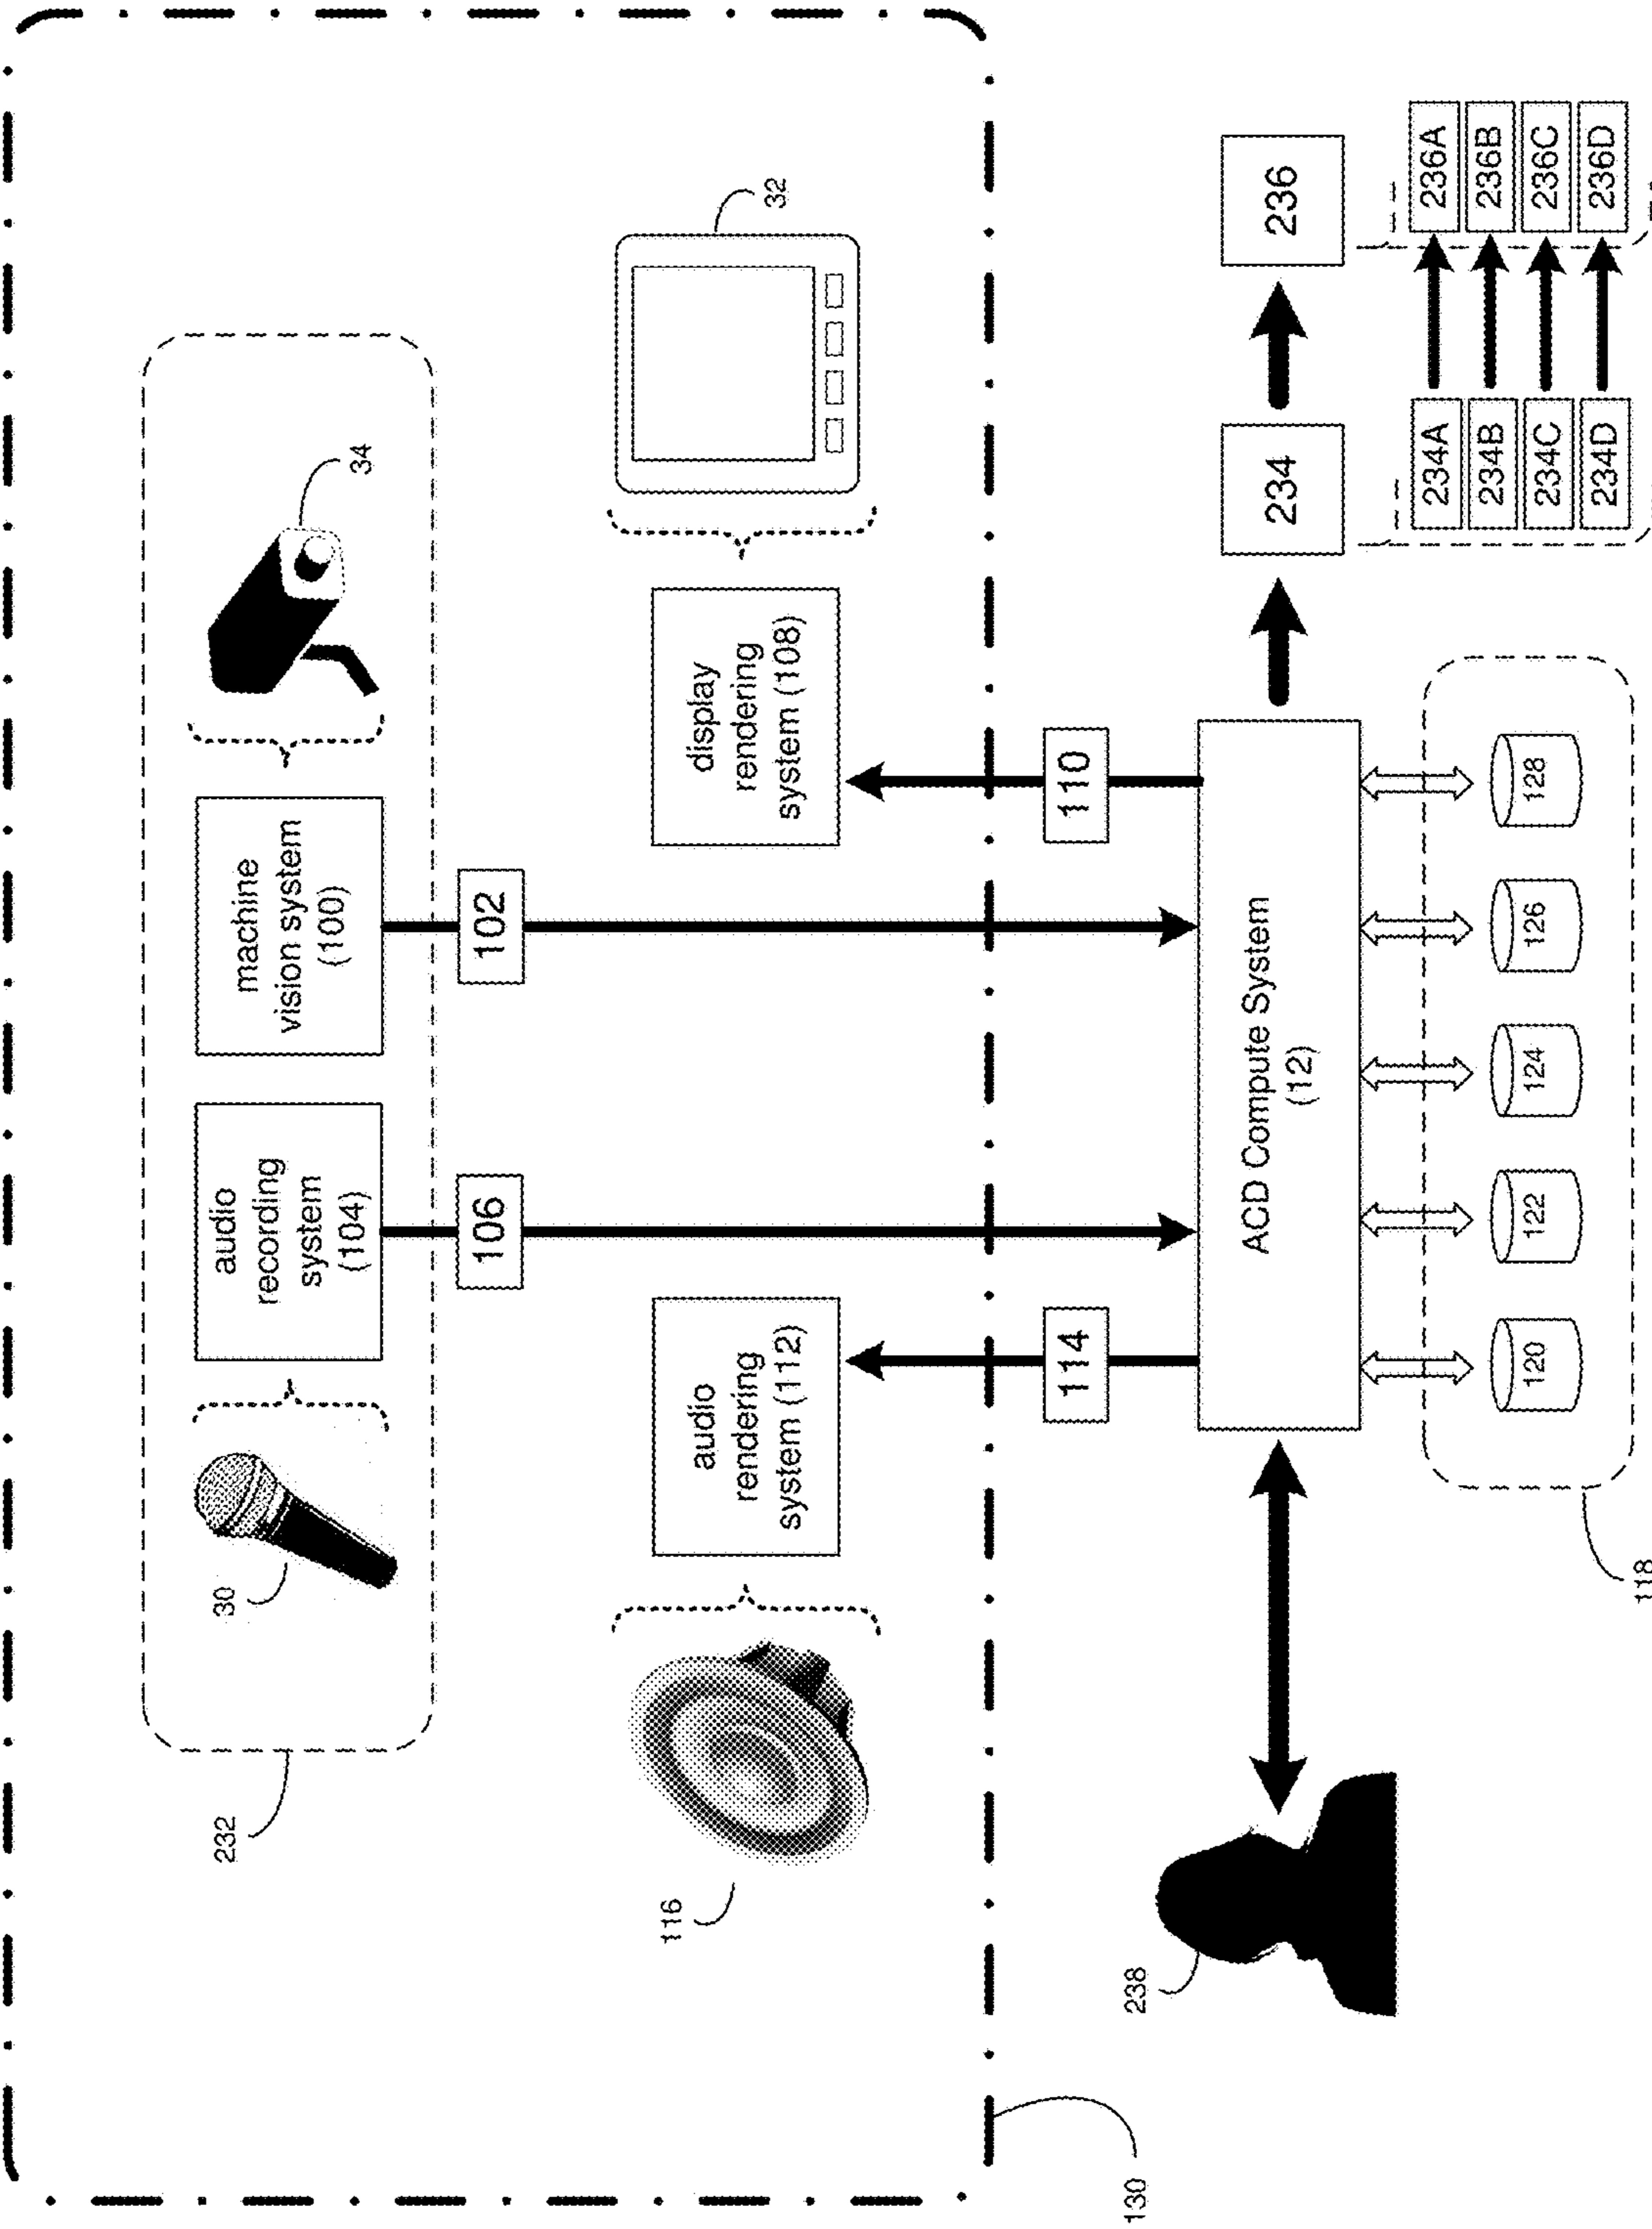 232
30
audio
recording
system
(104)
machine
vision system
(100)
34
106
102
116
audio
rendering
system (112)
display
rendering
system (108)
32
130
114
110
238
ACD Compute System
(12)
234
236
118
120
122
124
126
128
234A
236A
234B
236B
234C
236C
234D
236D